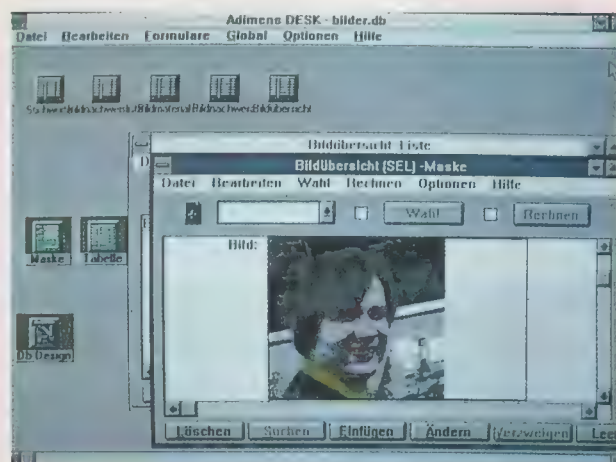 Adimens DESK - bilder.db
Datei Bearbeiten Formulare Global Optionen Hilfe
Bildübersicht Liste
Bildübersicht (SEL) -Maske
Datei Bearbeiten Wahl Rechnen Optionen Hilfe
Wahl Rechnen
Bild:
Maske Tabelle
Db Design
Löschen Suchen Einfügen Ändern Verzweigen